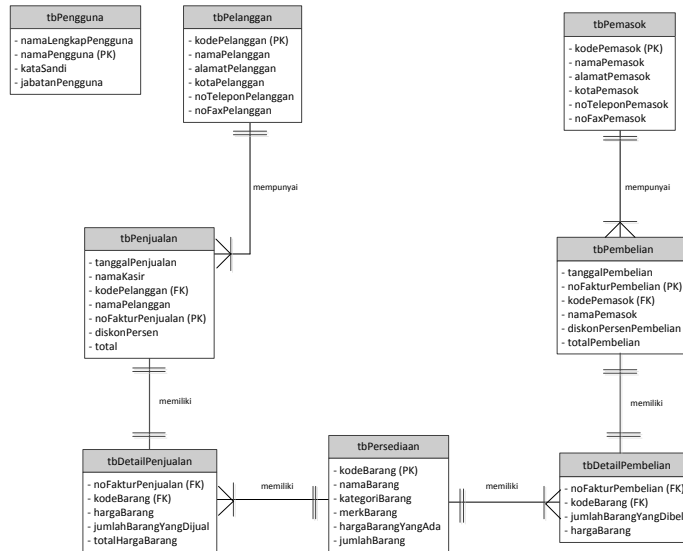 tbPengguna
- namaLengkapPengguna
- namaPengguna (PK)
- kataSandi
- jabatanPengguna
tbPelanggan
- kodePelanggan (PK)
- namaPelanggan
- alamatPelanggan
- kotaPelanggan
- noTeleponPelanggan
- noFaxPelanggan
tbPemasok
- kodePemasok (PK)
- namaPemasok
- alamatPemasok
- kotaPemasok
- noTeleponPemasok
- noFaxPemasok
mempunyai
mempunyai
tbPenjualan
- tanggalPenjualan
- namaKasir
- kodePelanggan (FK)
- namaPelanggan
- noFakturPenjualan (PK)
- diskonPersen
- total
tbPembelian
- tanggalPembelian
- noFakturPembelian (PK)
- kodePemasok (FK)
- namaPemasok
- diskonPersenPembelian
- totalPembelian
memiliki
memiliki
tbDetailPenjualan
- noFakturPenjualan (FK)
- kodeBarang (FK)
- hargaBarang
- jumlahBarangYangDijual
- totalHargaBarang
memiliki
tbPersediaan
- kodeBarang (PK)
- namaBarang
- kategoriBarang
- merkBarang
- hargaBarangYangAda
- jumlahBarang
memiliki
tbDetailPembelian
- noFakturPembelian (FK)
- kodeBarang (FK)
- jumlahBarangYangDibel
- hargaBarang